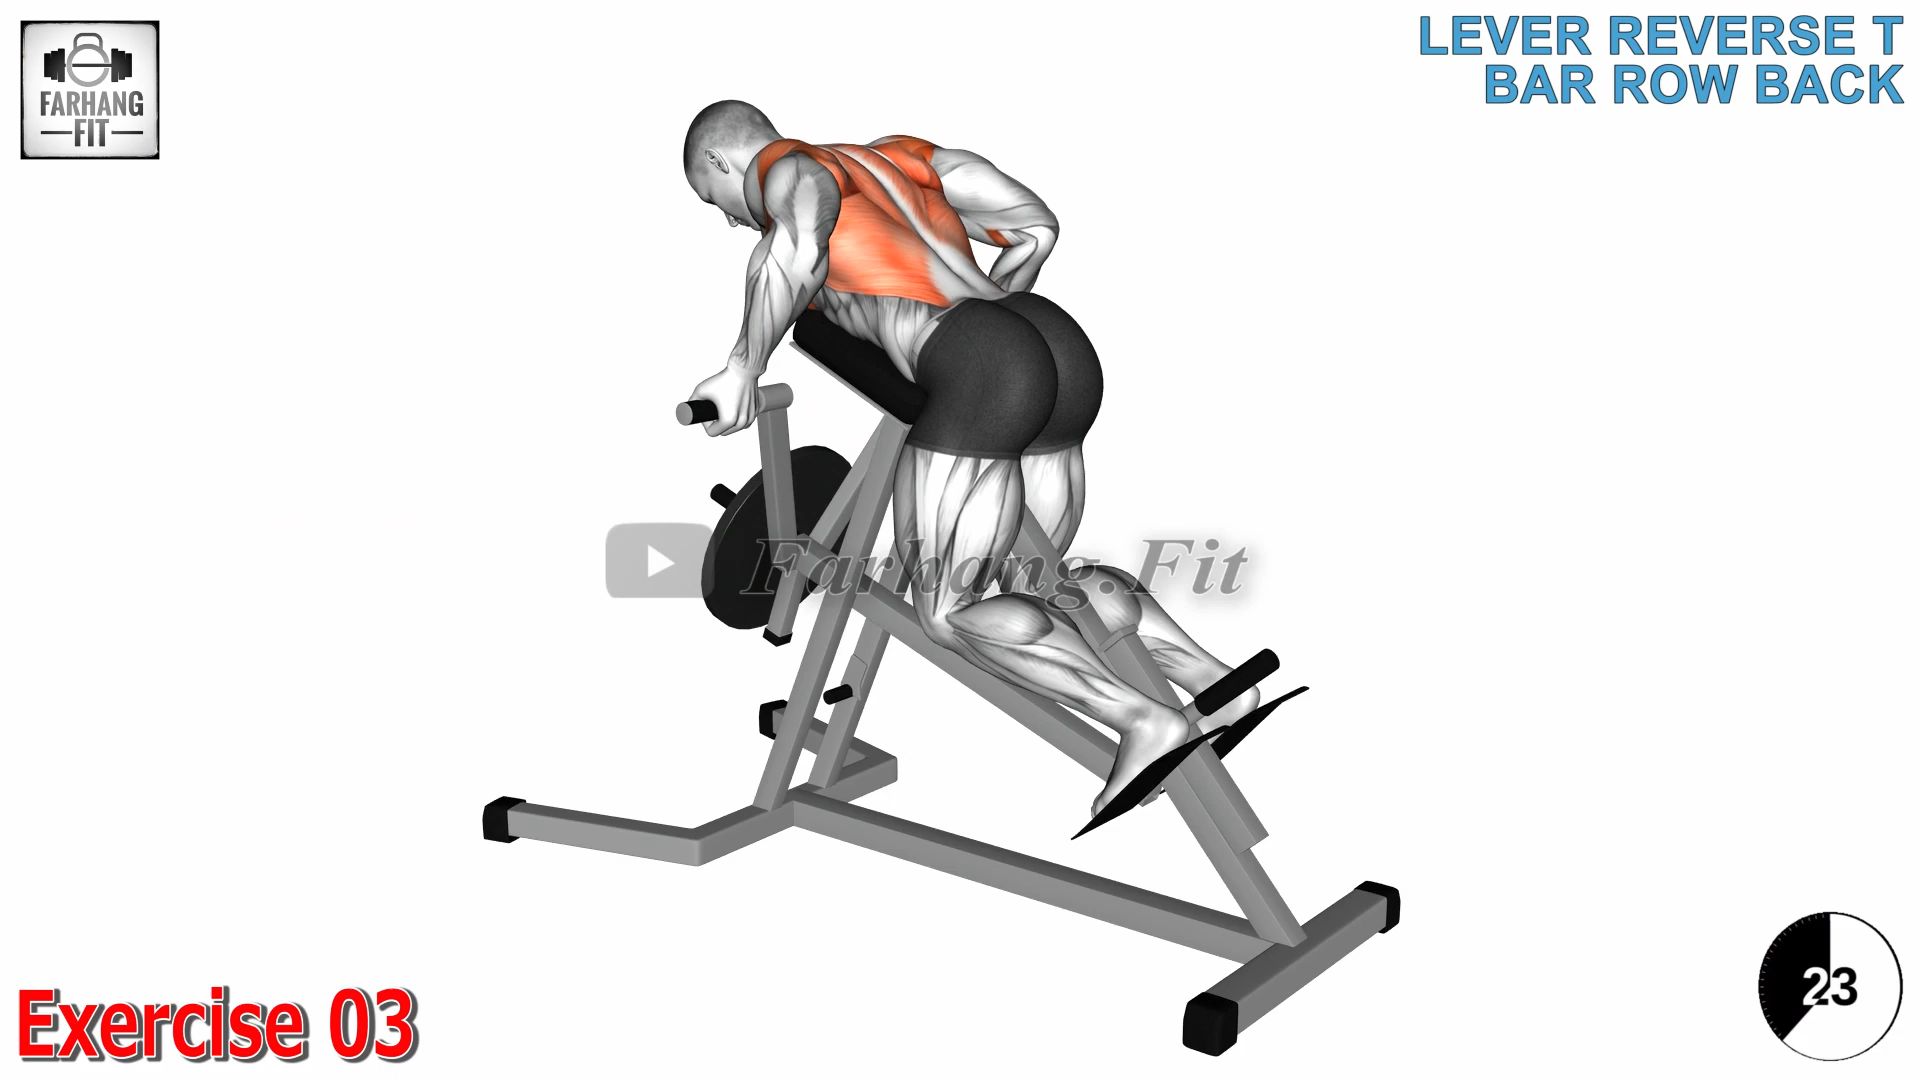 FARHANG
FIT
LEVER REVERSE T
BAR ROW BACK
Farhang.Fit
Exercise 03
23